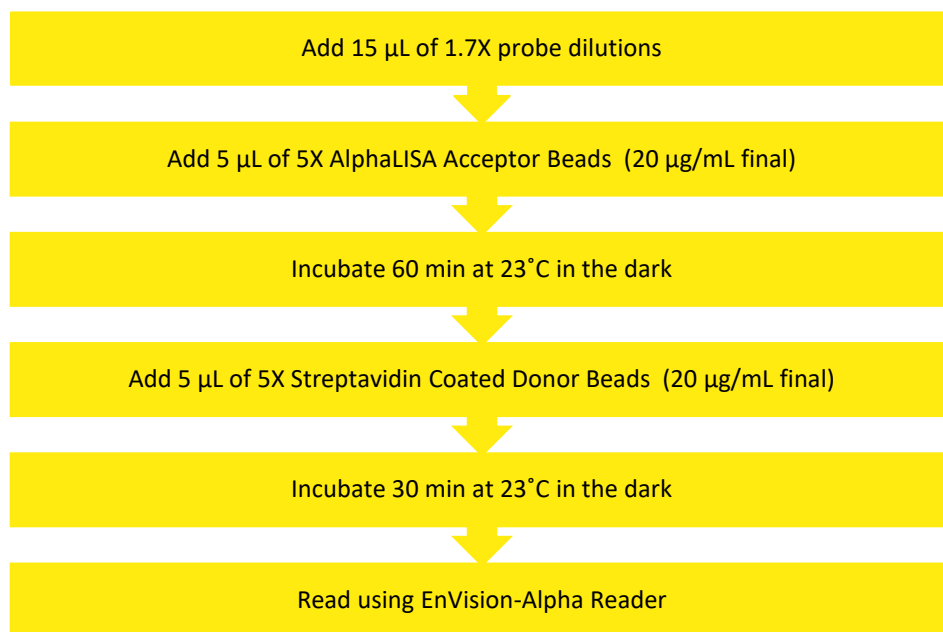 Add 15 µL of 1.7X probe dilutions
Add 5 µL of 5X AlphaLISA Acceptor Beads (20 µg/mL final)
Incubate 60 min at 23˚C in the dark
Add 5 µL of 5X Streptavidin Coated Donor Beads (20 µg/mL final)
Incubate 30 min at 23˚C in the dark
Read using EnVision-Alpha Reader